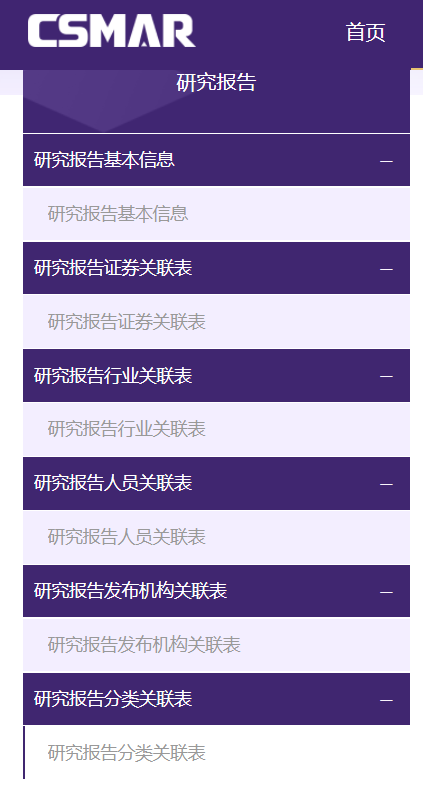 CSMAR 首页
研究报告
研究报告基本信息
研究报告基本信息
研究报告证券关联表
研究报告证券关联表
研究报告行业关联表
研究报告行业关联表
研究报告人员关联表
研究报告人员关联表
研究报告发布机构关联表
研究报告发布机构关联表
研究报告分类关联表
研究报告分类关联表